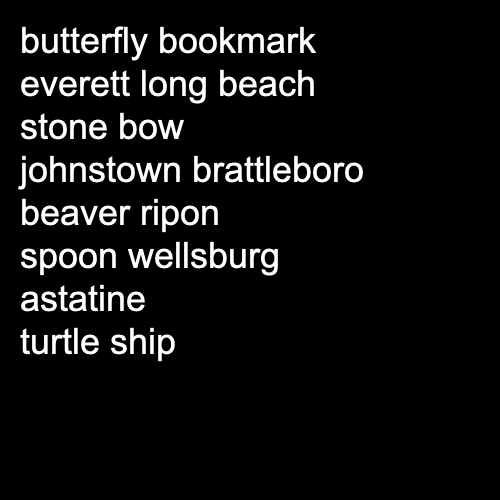 butterfly bookmark
everett long beach
stone bow
johnstown brattleboro
beaver ripon
spoon wellsburg
astatine
turtle ship